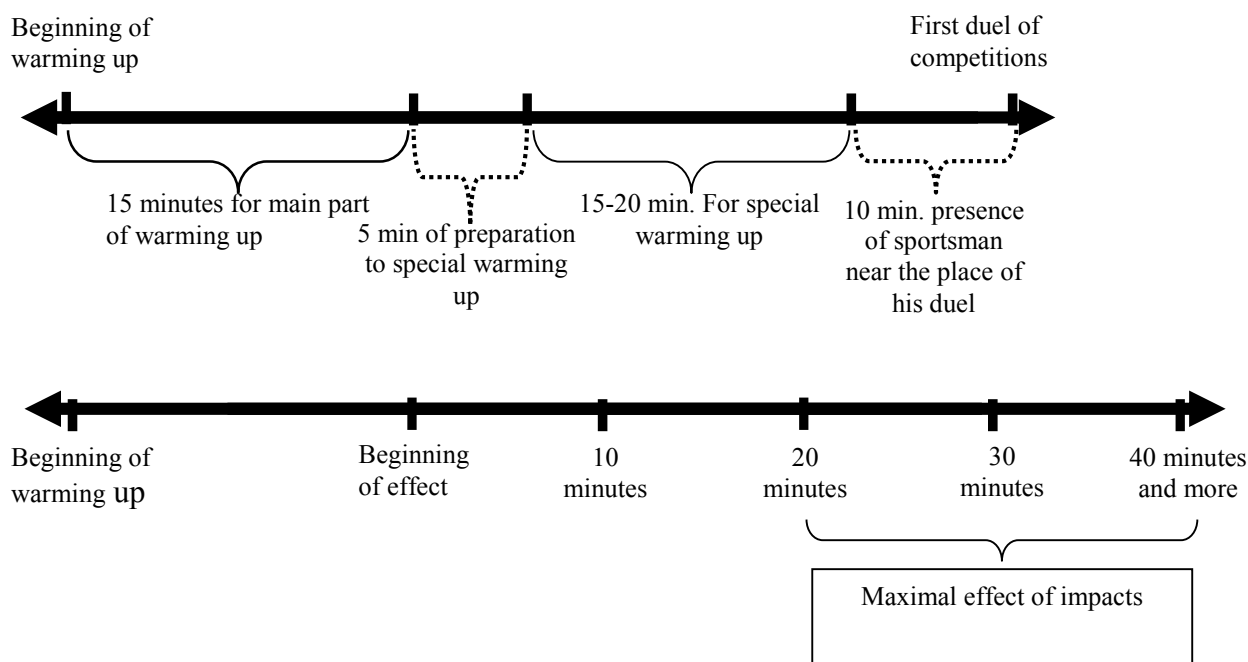 Beginning of
warming up
First duel of
competitions
15 minutes for main part
of warming up
5 min of preparation
to special warming
up
15-20 min. For special
warming up
10 min. presence
of sportsman
near the place of
his duel
Beginning of
warming up
Beginning
of effect
10
minutes
20
minutes
30
minutes
40 minutes
and more
Maximal effect of impacts